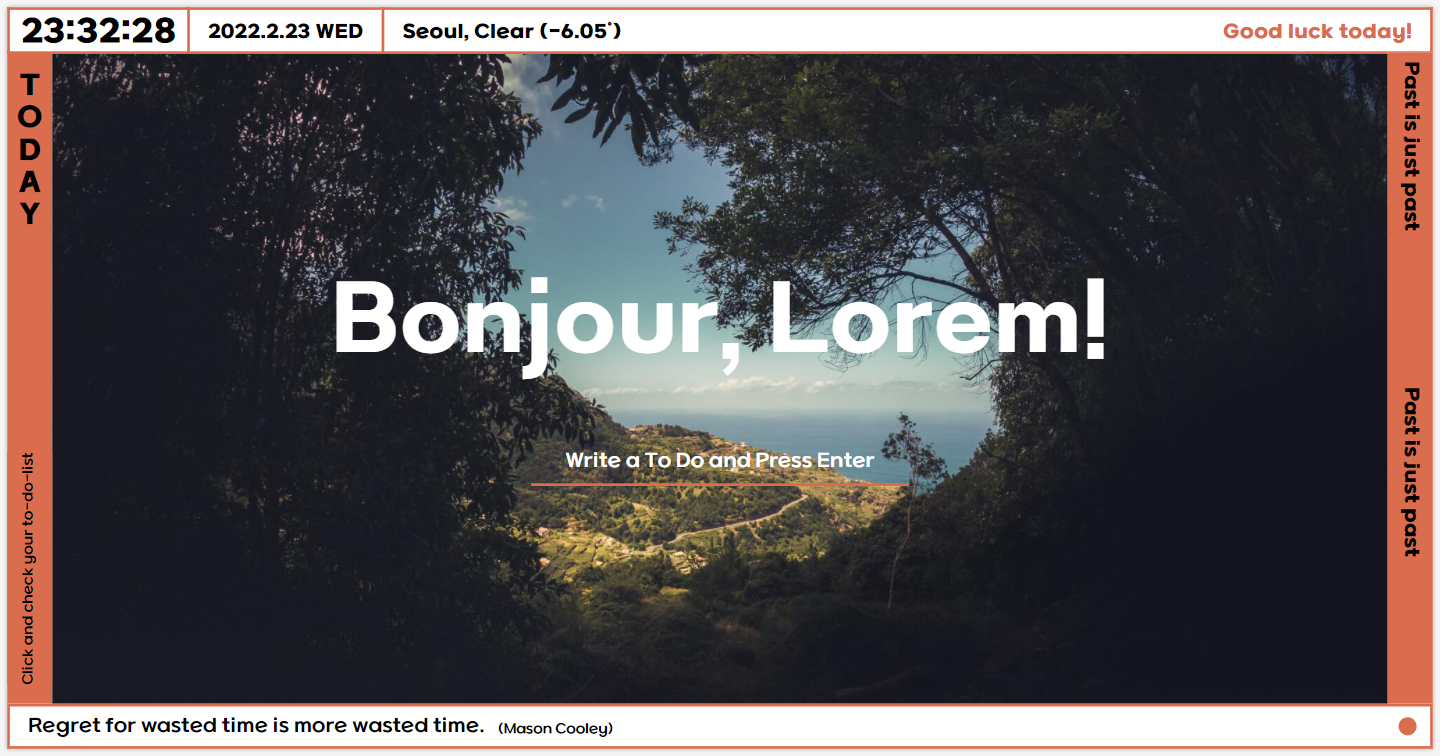 23:32:28
2022.2.23 WED
Seoul, Clear (-6.05°)
Good luck today!
TODAY
Click and check your to-do-list
Bonjour, Lorem!
Write a To Do and Press Enter
Past is just past
Past is just past
Regret for wasted time is more wasted time. (Mason Cooley)